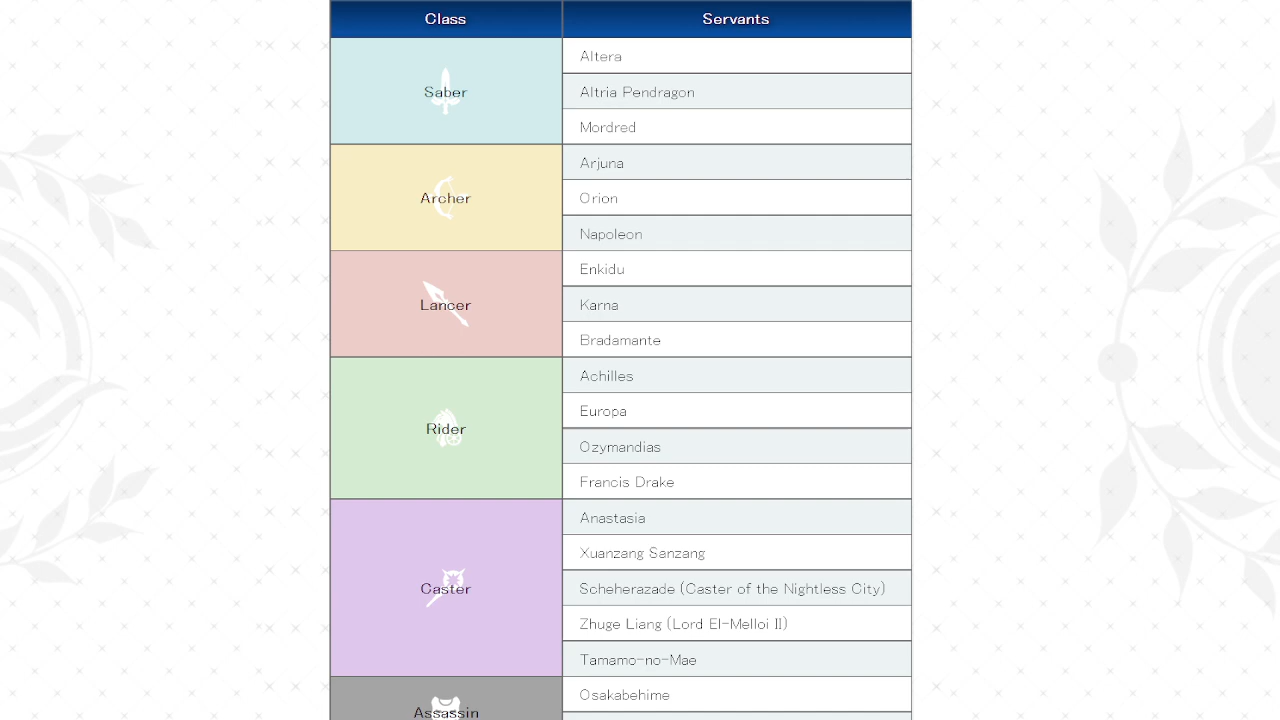 Class Servants
Saber
Altera
Altria Pendragon
Mordred
Archer
Arjuna
Orion
Napoleon
Lancer
Enkidu
Karna
Bradamante
Rider
Achilles
Europa
Ozymandias
Francis Drake
Caster
Anastasia
Xuanzang Sanzang
Scheherazade (Caster of the Nightless City)
Zhuge Liang (Lord El-Melloi II)
Tamamo-no-Mae
Assassin
Osakabehime